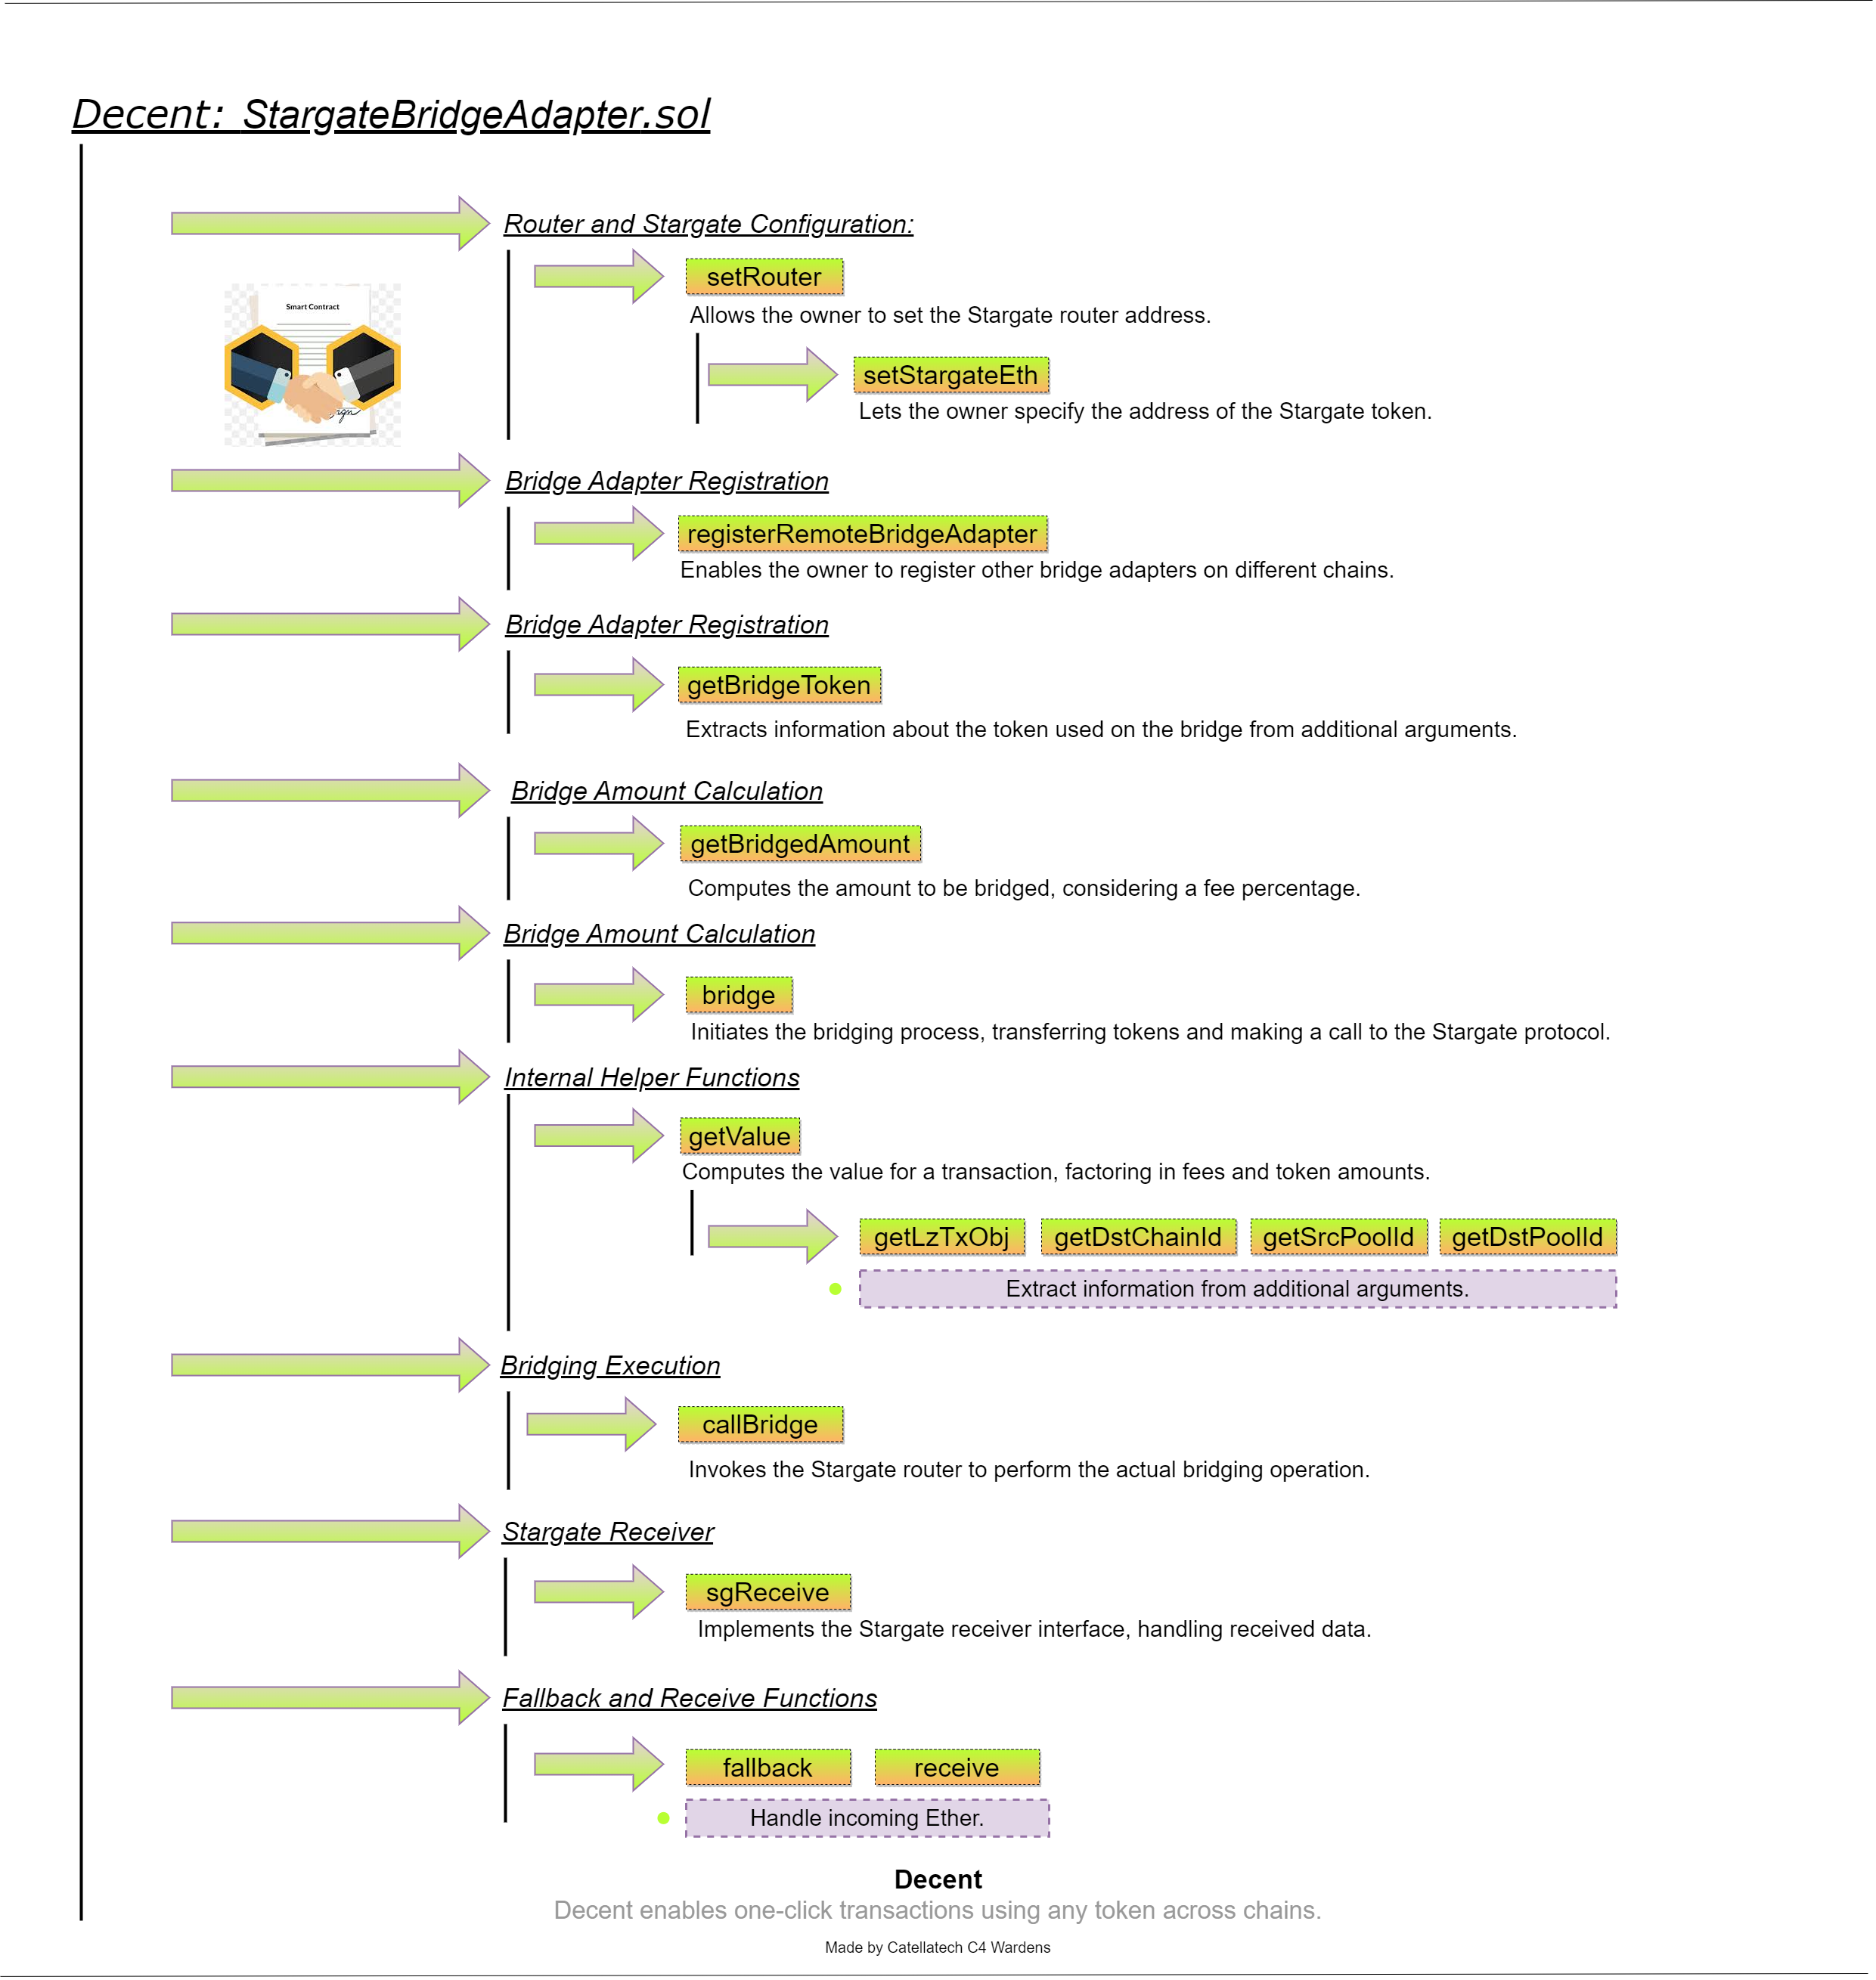 Decent: StargateBridgeAdapter.sol
Router and Stargate Configuration:
setRouter
Allows the owner to set the Stargate router address.
Smart Contract
setStargateEth
Lets the owner specify the address of the Stargate token.
Bridge Adapter Registration
registerRemoteBridgeAdapter
Enables the owner to register other bridge adapters on different chains.
Bridge Adapter Registration
getBridgeToken
Extracts information about the token used on the bridge from additional arguments.
Bridge Amount Calculation
getBridgedAmount
Computes the amount to be bridged, considering a fee percentage.
Bridge Amount Calculation
bridge
Initiates the bridging process, transferring tokens and making a call to the Stargate protocol.
Internal Helper Functions
getValue
Computes the value for a transaction, factoring in fees and token amounts.
getLzTxObj getDstChainId getSrcPoolId getDstPoolId
Extract information from additional arguments.
Bridging Execution
callBridge
Invokes the Stargate router to perform the actual bridging operation.
Stargate Receiver
sgReceive
Implements the Stargate receiver interface, handling received data.
Fallback and Receive Functions
fallback receive
Handle incoming Ether.
Decent
Decent enables one-click transactions using any token across chains.
Made by Catellatech C4 Wardens